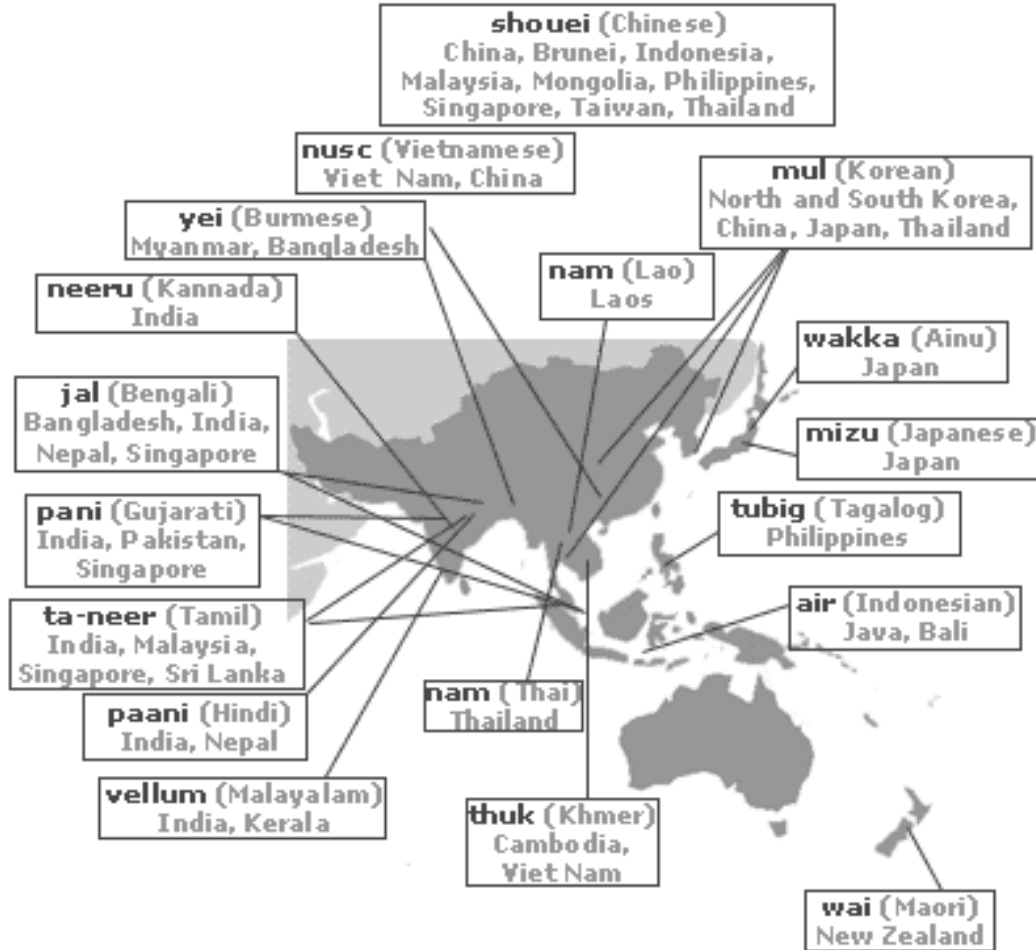 shouei (Chinese)
China, Brunei, Indonesia,
Malaysia, Mongolia, Philippines,
Singapore, Taiwan, Thailand
nusc (Vietnamese)
Viet Nam, China
mul (Korean)
North and South Korea,
China, Japan, Thailand
yei (Burmese)
Myanmar, Bangladesh
nam (Lao)
Laos
neeru (Kannada)
India
wakka (Ainu)
Japan
jal (Bengali)
Bangladesh, India,
Nepal, Singapore
mizu (Japanese)
Japan
pani (Gujarati)
India, Pakistan,
Singapore
tubig (Tagalog)
Philippines
ta-neer (Tamil)
India, Malaysia,
Singapore, Sri Lanka
air (Indonesian)
Java, Bali
nam (Thai)
Thailand
paani (Hindi)
India, Nepal
vellum (Malayalam)
India, Kerala
thuk (Khmer)
Cambodia,
Viet Nam
wai (Maori)
New Zealand